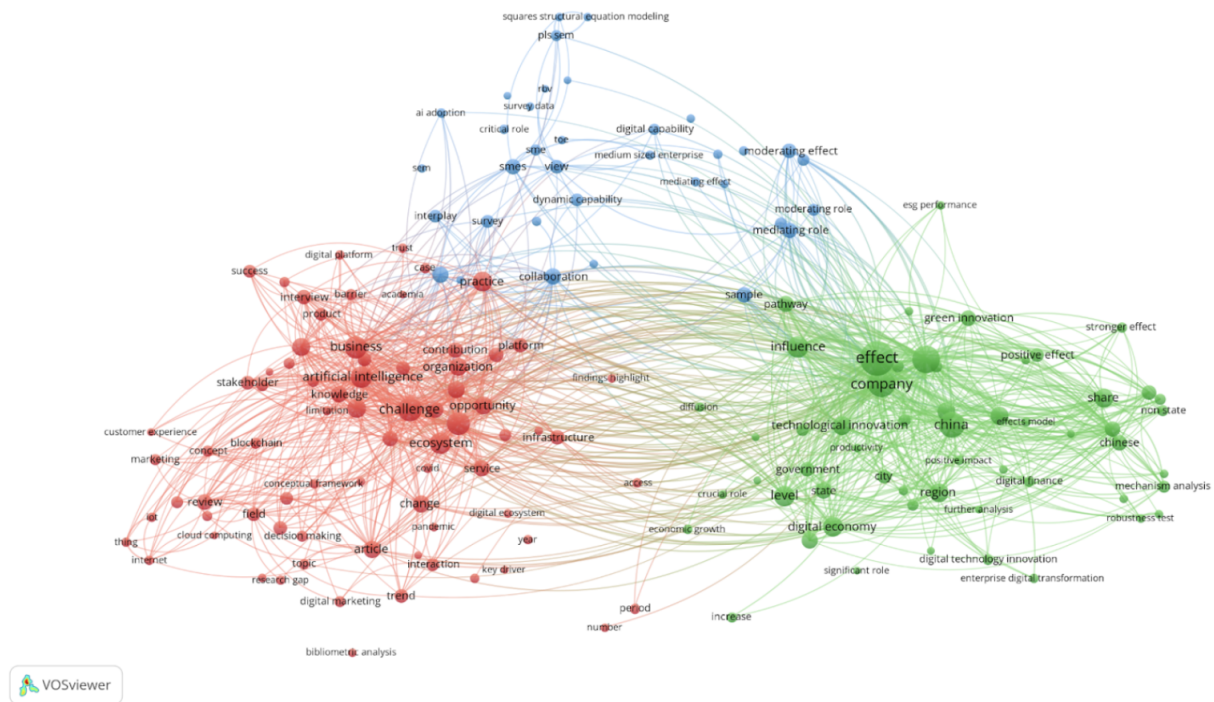 squares structural equation modeling
pls sem
rbv
survey data
ai adoption
critical role
digital capability
toe
sme
medium sized enterprise
moderating effect
smes
view
sem
mediating effect
dynamic capability
esg performance
interplay
survey
moderating role
mediating role
trust
digital platform
case
success
practice
collaboration
interview
barrier
academia
sample
product
pathway
green innovation
stronger effect
business
contribution
platform
influence
effect
positive effect
organization
artificial intelligence
findings highlight
company
stakeholder
knowledge
share
limitation
challenge
opportunity
diffusion
non state
technological innovation
china
effects model
customer experience
blockchain
ecosystem
infrastructure
chinese
concept
productivity
marketing
positive impact
covid
service
government
city
access
conceptual framework
digital finance
mechanism analysis
crucial role
level
state
region
review
change
field
digital ecosystem
further analysis
iot
robustness test
pandemic
economic growth
digital economy
cloud computing
decision making
thing
year
article
internet
topic
interaction
key driver
significant role
digital technology innovation
research gap
enterprise digital transformation
digital marketing
trend
period
increase
number
bibliometric analysis
VOSviewer